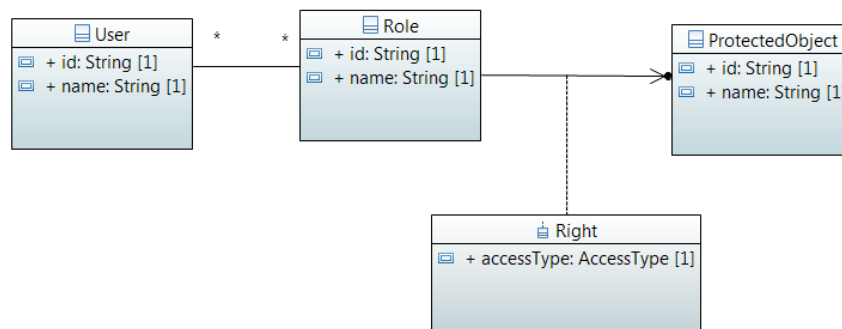 User
+ id: String [1]
+ name: String [1]
*
*
Role
+ id: String [1]
+ name: String [1]
ProtectedObject
+ id: String [1]
+ name: String [1
Right
+ accessType: AccessType [1]